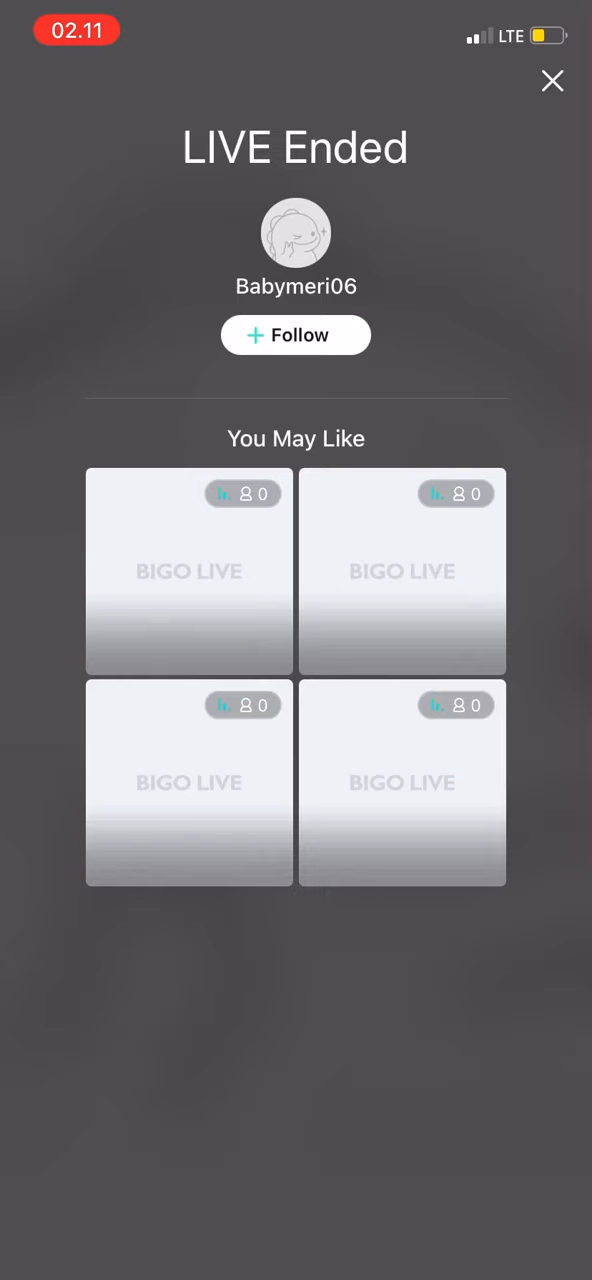 02.11
LTE
LIVE Ended
Babymeri06
+ Follow
You May Like
0
0
BIGO LIVE
BIGO LIVE
0
0
BIGO LIVE
BIGO LIVE